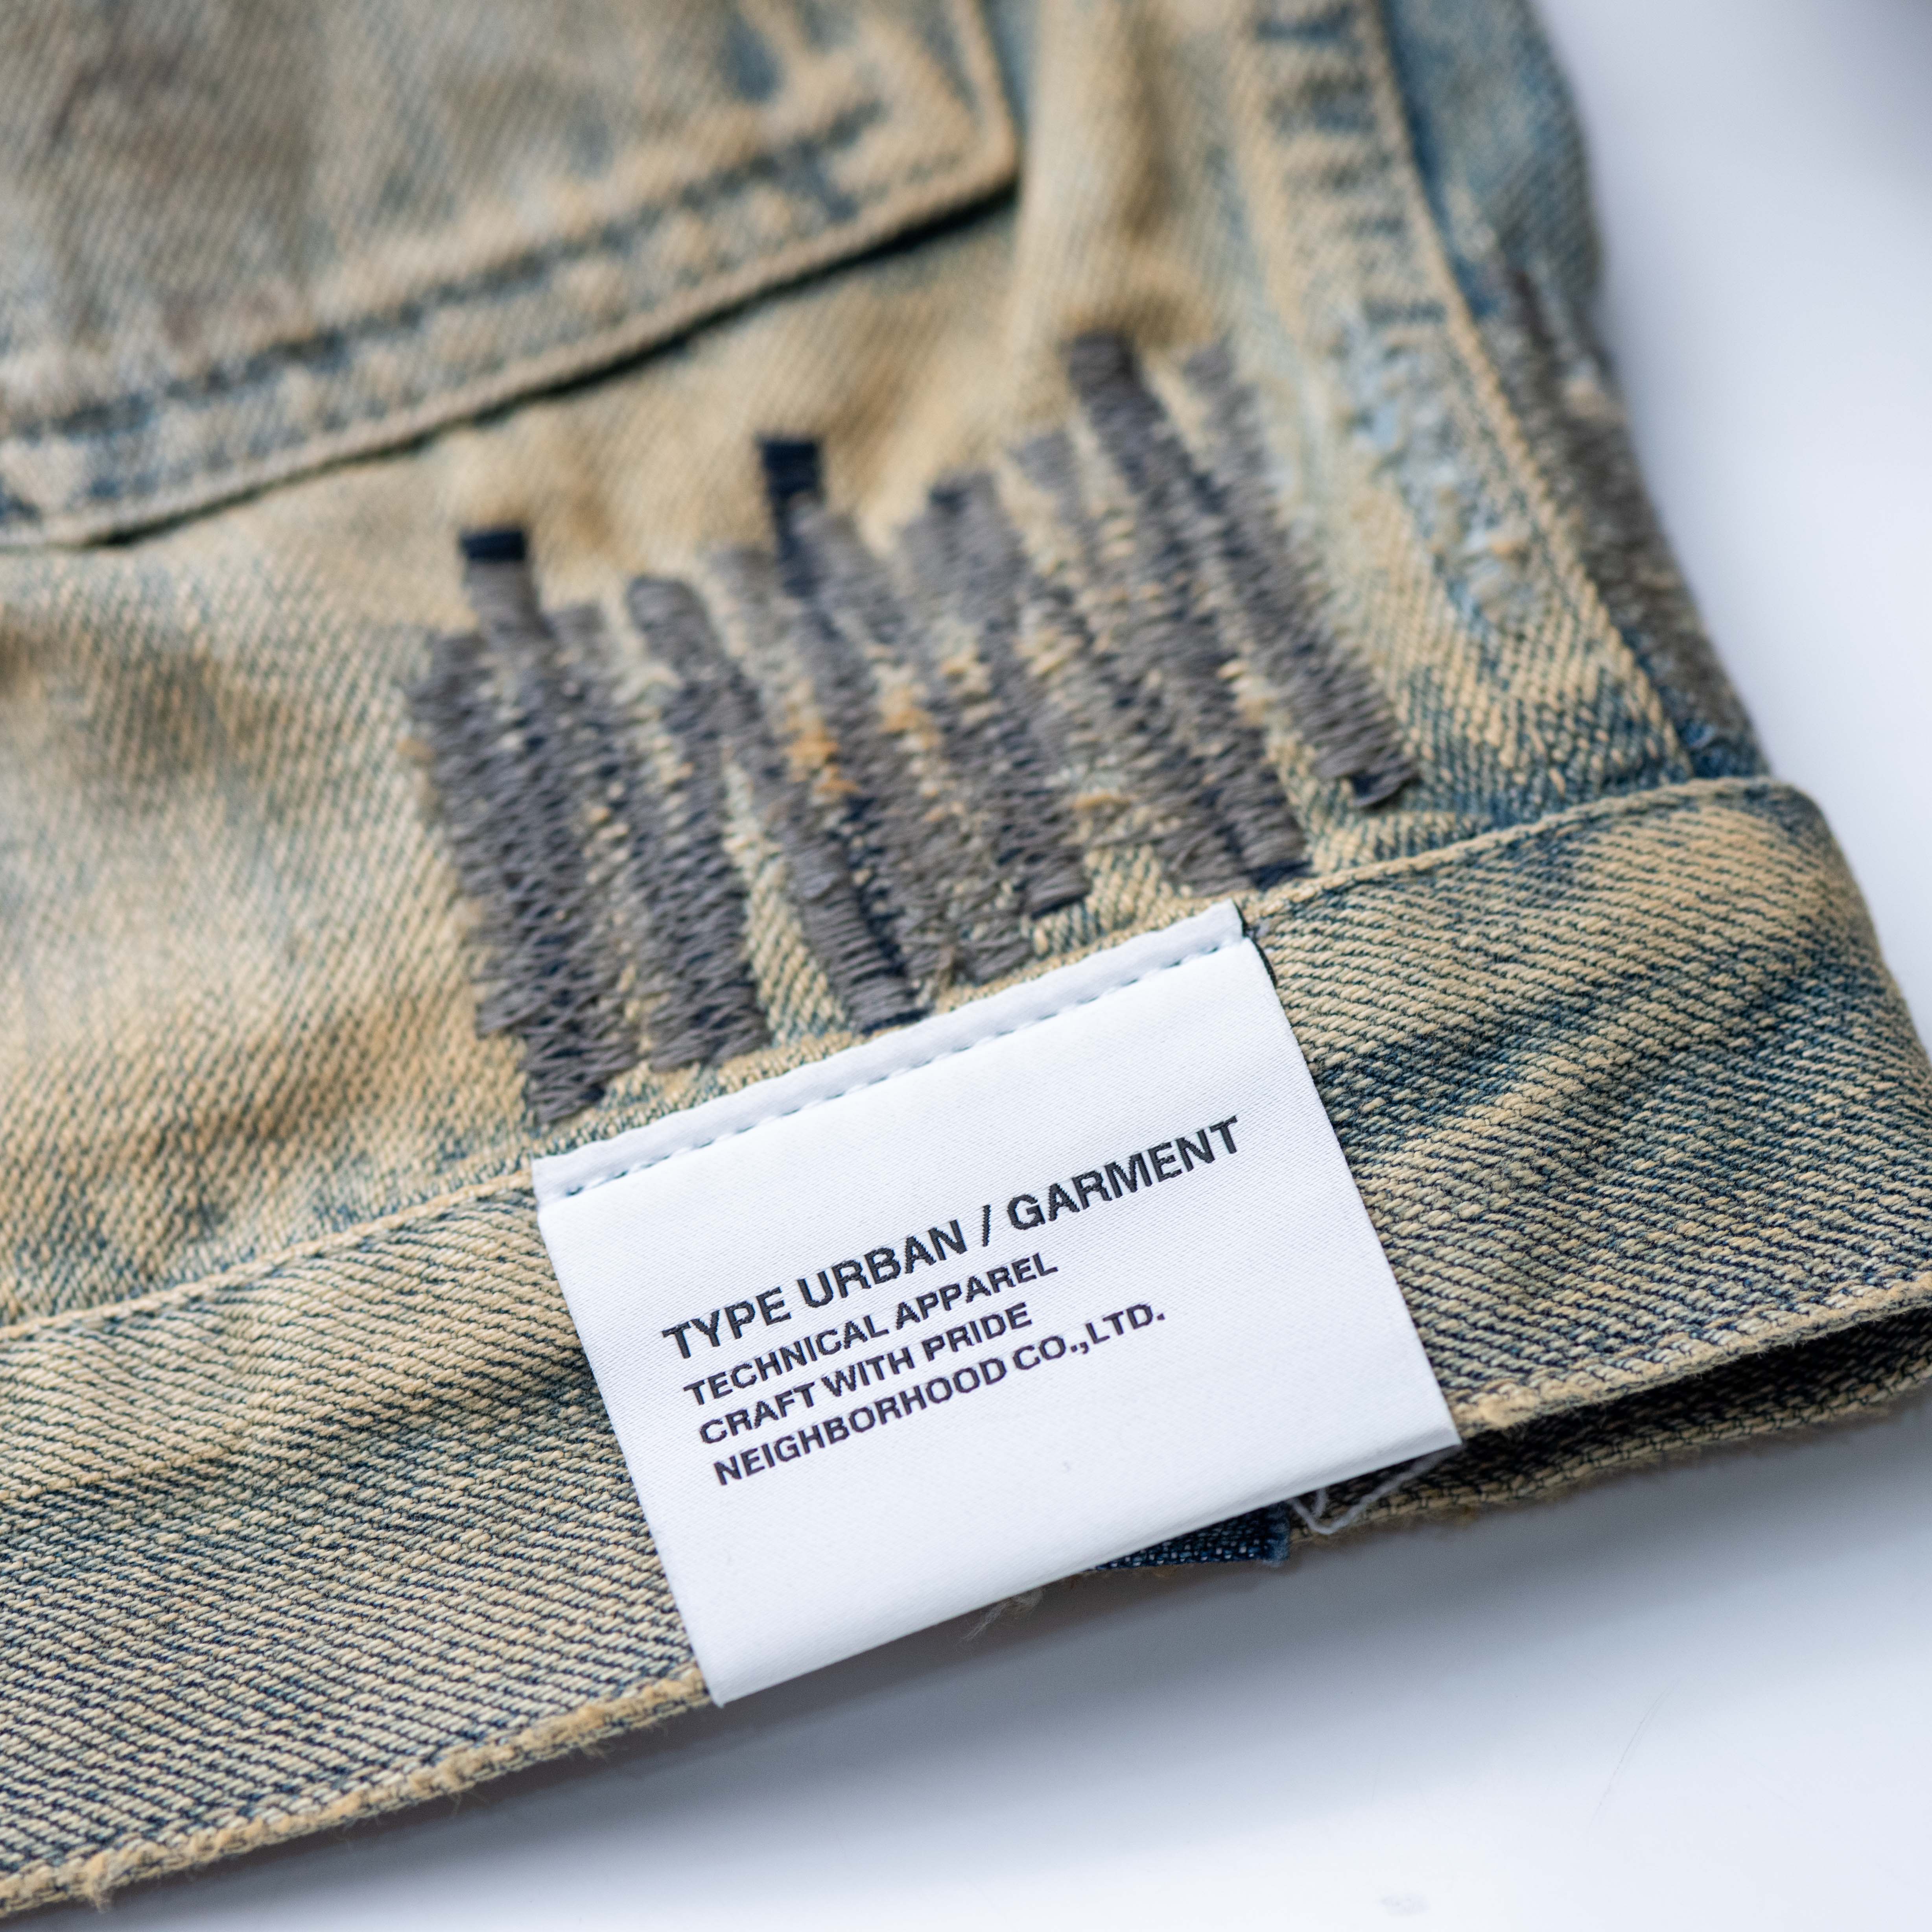 TYPE URBAN / GARMENT
TECHNICAL APPAREL
CRAFT WITH PRIDE
NEIGHBORHOOD CO.,LTD.